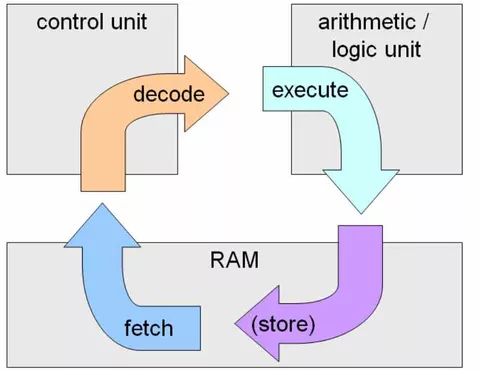 control unit
arithmetic /
logic unit
decode
execute
RAM
fetch
(store)